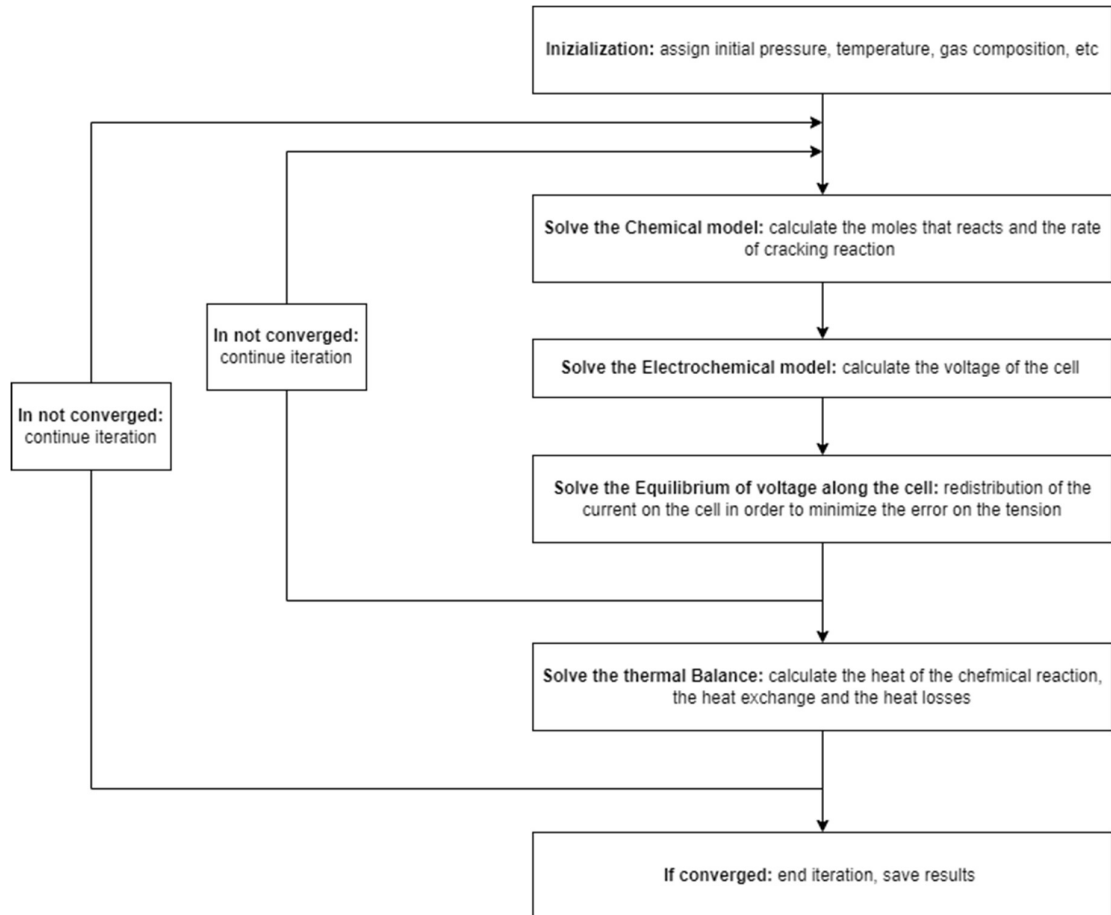 Inizialization: assign initial pressure, temperature, gas composition, etc
Solve the Chemical model: calculate the moles that reacts and the rate
of cracking reaction
In not converged:
continue iteration
Solve the Electrochemical model: calculate the voltage of the cell
In not converged:
continue iteration
Solve the Equilibrium of voltage along the cell: redistribution of the
current on the cell in order to minimize the error on the tension
Solve the thermal Balance: calculate the heat of the chefmical reaction,
the heat exchange and the heat losses
If converged: end iteration, save results